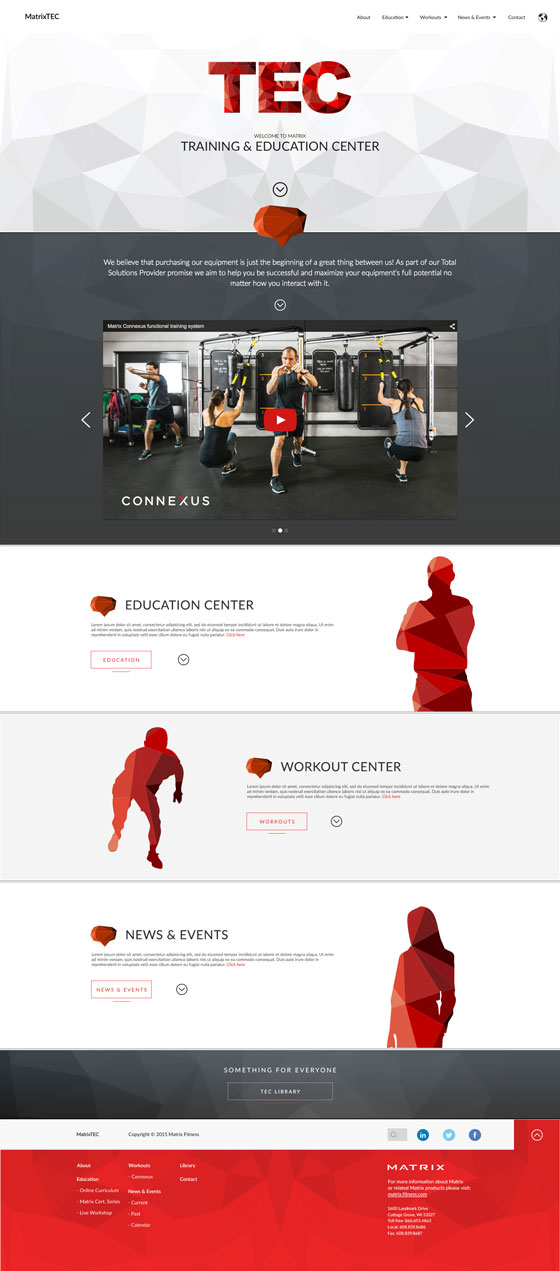 MatrixTEC
About
Education
Workouts
News & Events
Contact
TEC
WELCOME TO MATRIX
TRAINING & EDUCATION CENTER
We beileve that purchasing our equipment is just the beginning of a great thing between us! As part of our Total
Solutions Provider promise we aim to help you be successful and maximize your equipment's full potential no
matter how you interact with it.
Matrix Connexus functional training system
CONNEXUS
EDUCATION CENTER
Lorem ipsum dolor sit amet, consectetur adipisicing elit, sed do eiusmod tempor incididunt ut labore et dolore magna aliqua. Ut enim
ad minim veniam, quis nostrud exercitation ullamco laboris nisi ut aliquip ex ea commodo consequat. Duis aute irure dolor in
reprehenderit in voluptate velit esse cillum dolore eu fugiat nulla pariatur. Click here
EDUCATION
WORKOUT CENTER
Lorem ipsum dolor sit amet, consectetur adipisicing elit, sed do eiusmod tempor incididunt ut labore et dolore magna aliqua. Ut enim
ad minim veniam, quis nostrud exercitation ullamco laboris nisi ut aliquip ex ea commodo consequat. Duis aute irure dolor in
reprehenderit in voluptate velit esse cillum dolore eu fugiat nulla pariatur. Click here
WORKOUTS
NEWS & EVENTS
Lorem ipsum dolor sit amet, consectetur adipisicing elit, sed do eiusmod tempor incididunt ut labore et dolore magna aliqua. Ut enim
ad minim veniam, quis nostrud exercitation ullamco laboris nisi ut aliquip ex ea commodo consequat. Duis aute irure dolor in
reprehenderit in voluptate velit esse cillum dolore eu fugiat nulla pariatur. Click here
NEWS & EVENTS
SOMETHING FOR EVERYONE
TEC LIBRARY
MatrixTEC
Copyright © 2015 Matrix Fitness
About
Education
- Online Curriculum
- Matrix Cert. Series
- Live Workshop
Workouts
- Connexus
News & Events
- Current
- Past
- Calendar
Library
Contact
MATRIX
For more information about Matrix
or related Matrix products please visit:
matrix.fitness.com
1600 Landmark Drive
Cottage Grove, WI 53527
Toll free: 866.693.4863
Local: 608.839.8686
Fax: 608.839.8687